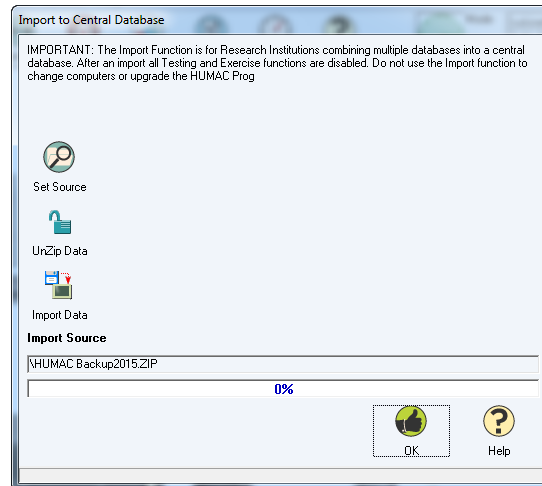 Import to Central Database
IMPORTANT: The Import Function is for Research Institutions combining multiple databases into a central
database. After an import all Testing and Exercise functions are disabled. Do not use the Import function to
change computers or upgrade the HUMAC Prog
Set Source
UnZip Data
Import Data
Import Source
\HUMAC Backup2015.ZIP
0%
OK
Help